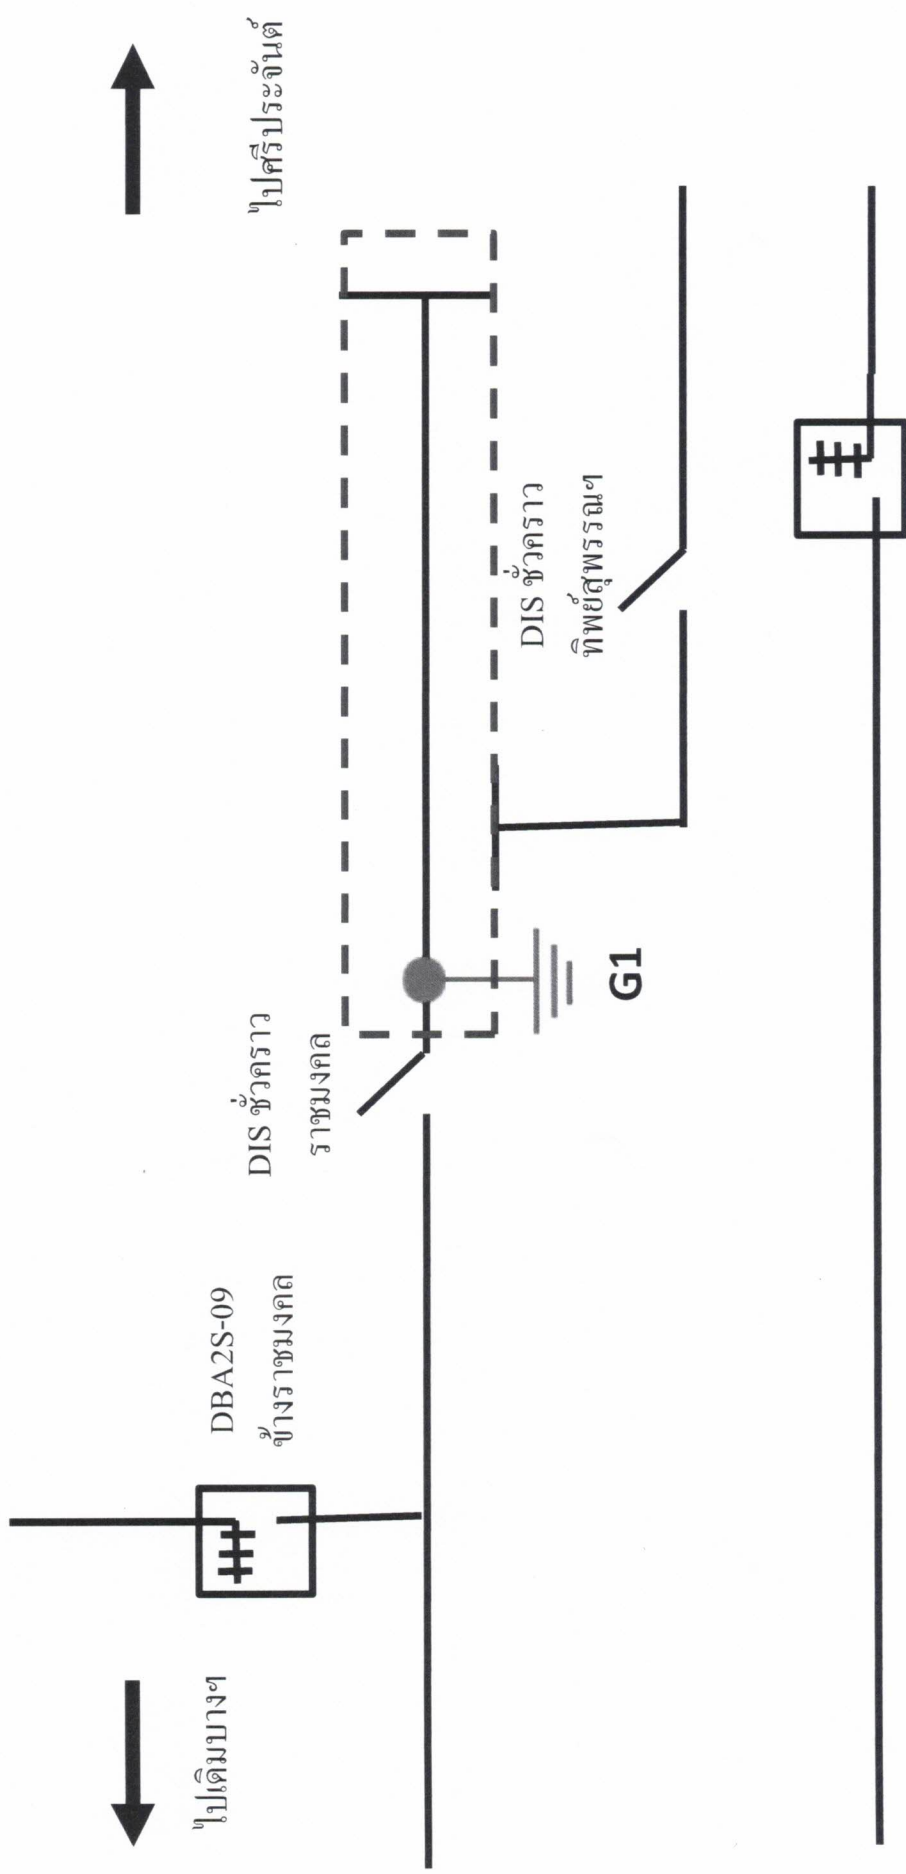 ไปเดิมบางฯ
ไปศรีประจันต์
DBA2S-09
ข้างราชมงคล
DIS ชั่วคราว
ราชมงคล
DIS ชั่วคราว
ทิพย์สุพรรณฯ
G1